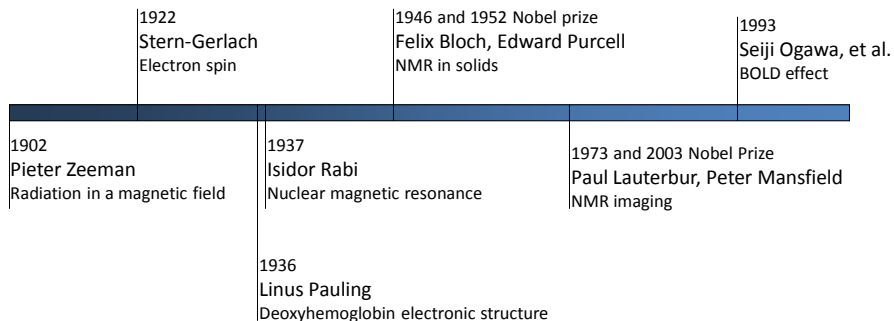 1922
Stern-Gerlach
Electron spin
1946 and 1952 Nobel prize
Felix Bloch, Edward Purcell
NMR in solids
1993
Seiji Ogawa, et al.
BOLD effect
1902
Pieter Zeeman
Radiation in a magnetic field
1937
Isidor Rabi
Nuclear magnetic resonance
1973 and 2003 Nobel Prize
Paul Lauterbur, Peter Mansfield
NMR imaging
1936
Linus Pauling
Deoxyhemoglobin electronic structure